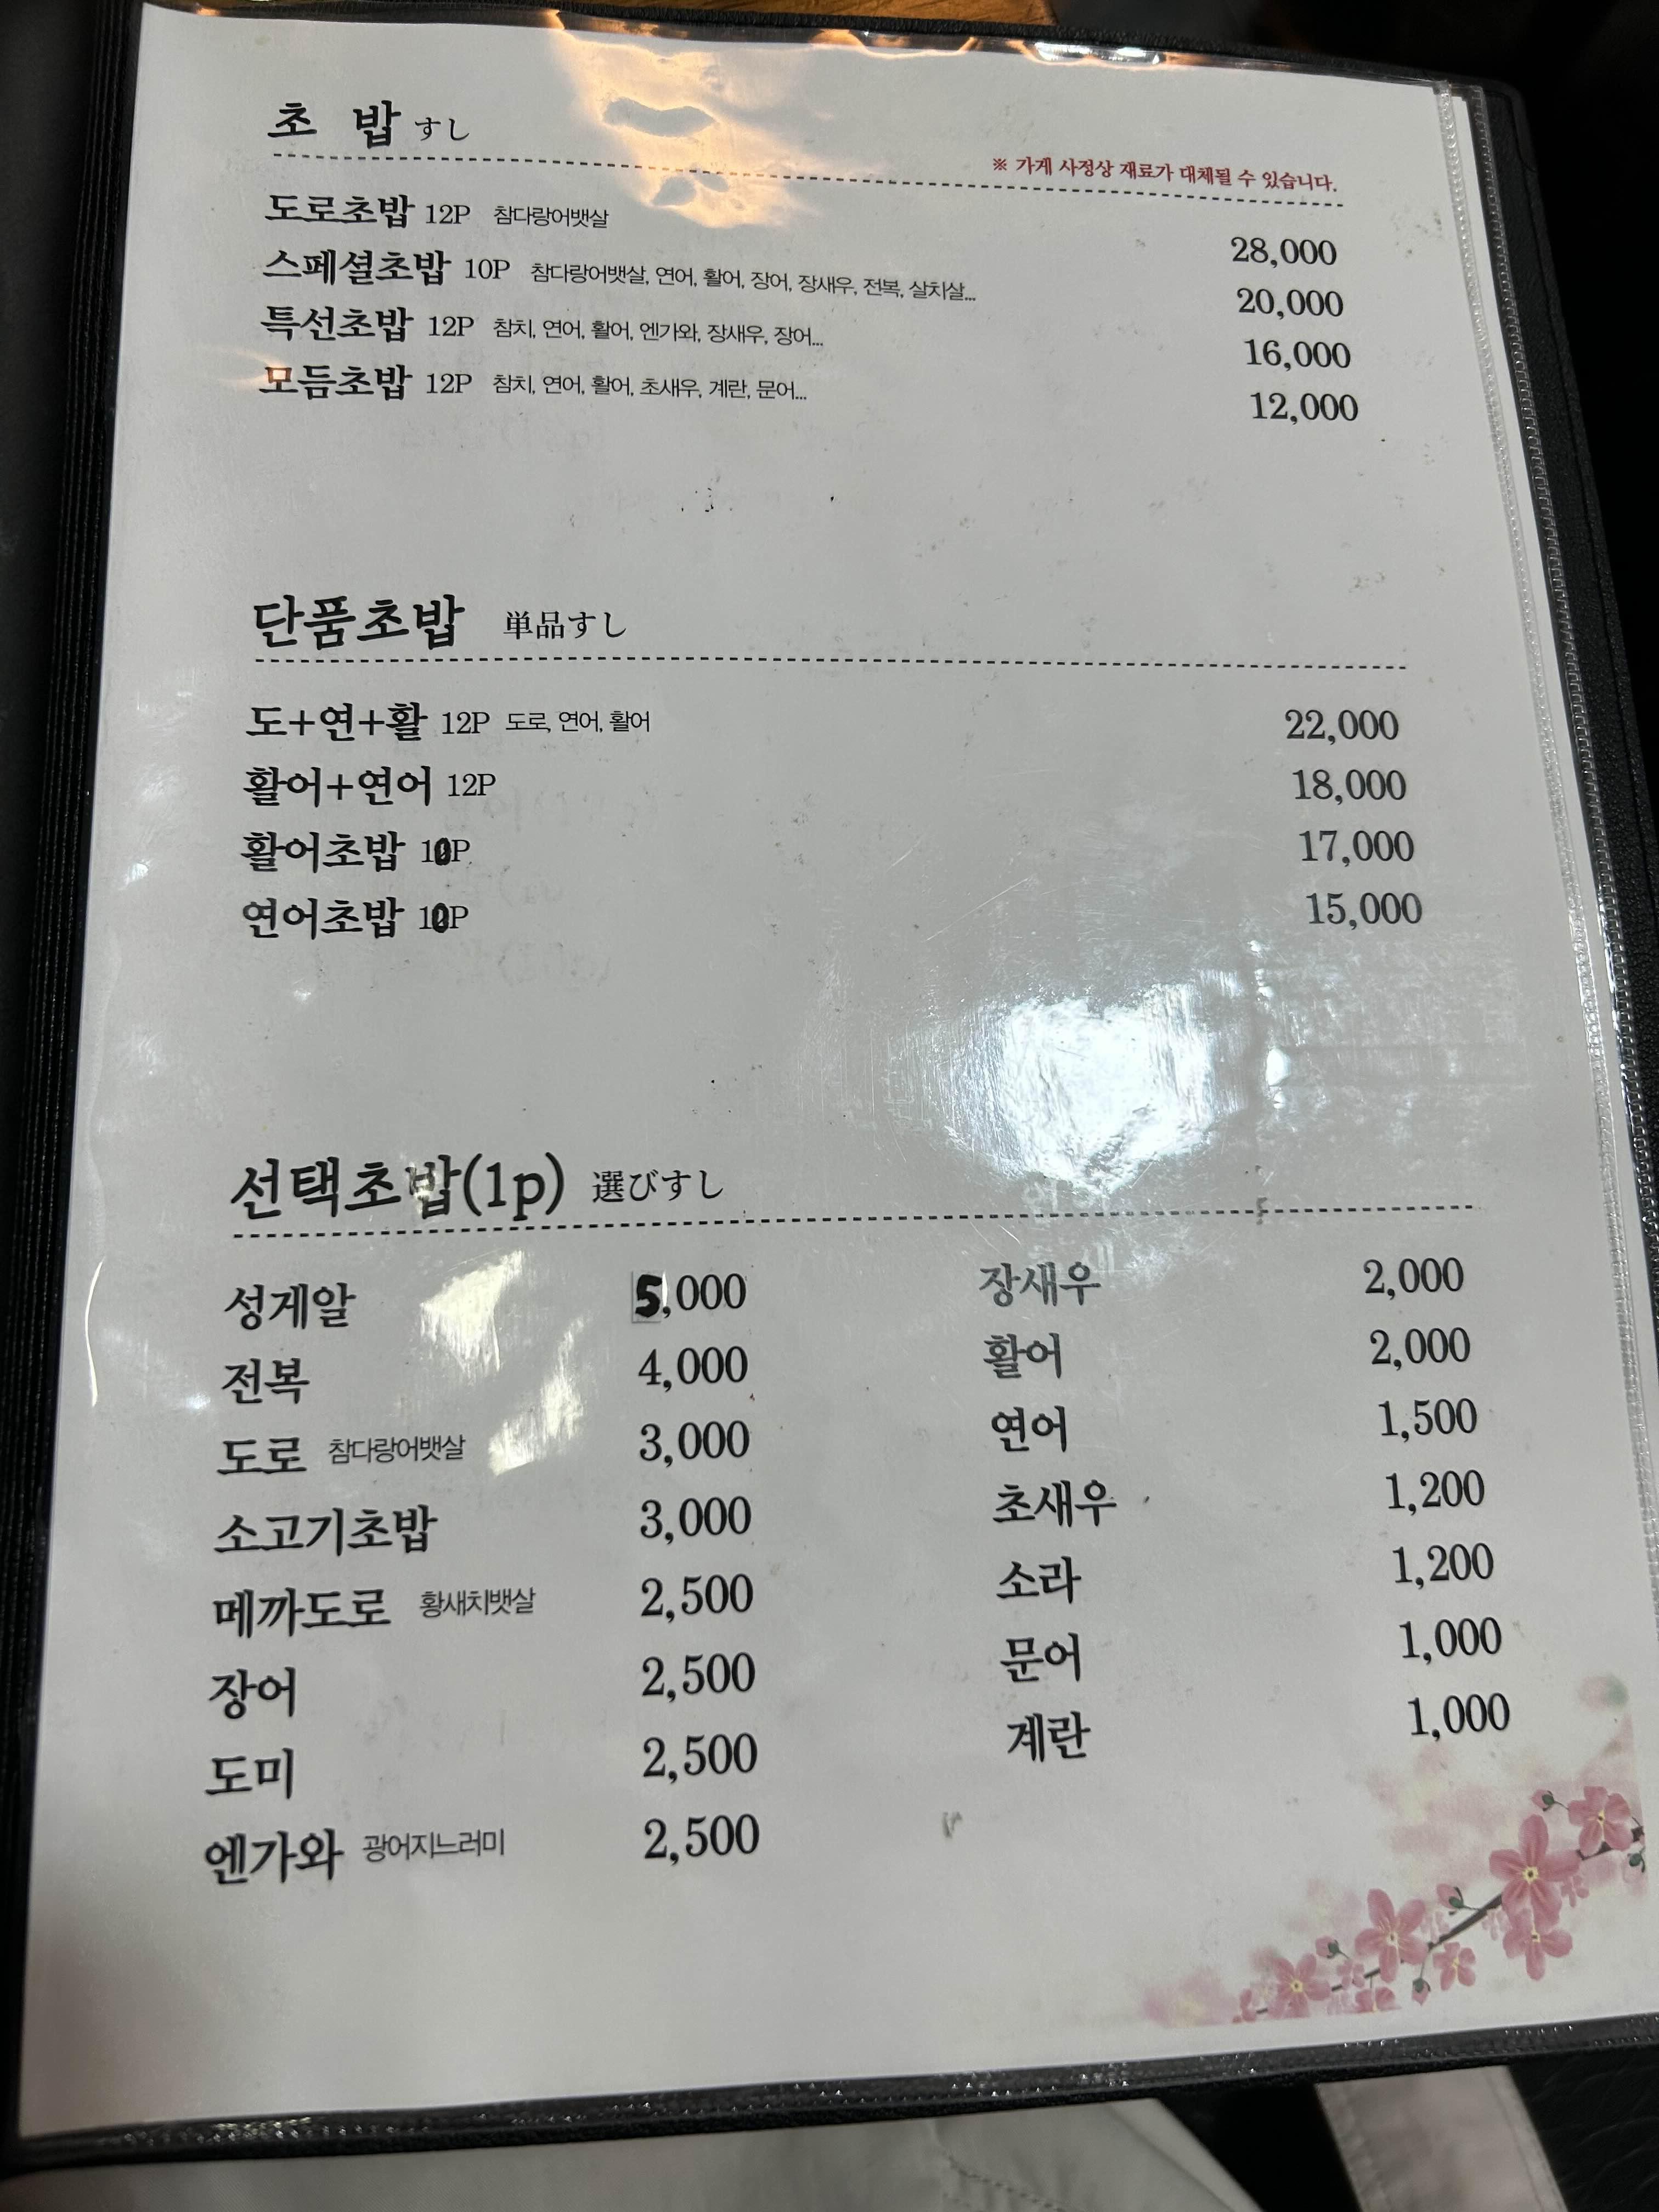 초 밥 すし
※ 가게 사정상 재료가 대체될 수 있습니다.
도로초밥 12P 참다랑어뱃살 28,000
스페셜초밥 10P 참다랑어뱃살, 연어, 활어, 장어, 장새우, 전복, 살치살... 20,000
특선초밥 12P 참치, 연어, 활어, 엔가와, 장새우, 장어... 16,000
모듬초밥 12P 참치, 연어, 활어, 초새우, 계란, 문어... 12,000
단품초밥 単品すし
도+연+활 12P 도로, 연어, 활어 22,000
활어+연어 12P 18,000
활어초밥 10P 17,000
연어초밥 10P 15,000
선택초밥(1p) 選びすし
성게알 5,000
전복 4,000
도로 참다랑어뱃살 3,000
소고기초밥 3,000
메까도로 황새치뱃살 2,500
장어 2,500
도미 2,500
엔가와 광어지느러미 2,500
장새우 2,000
활어 2,000
연어 1,500
초새우 1,200
소라 1,200
문어 1,000
계란 1,000